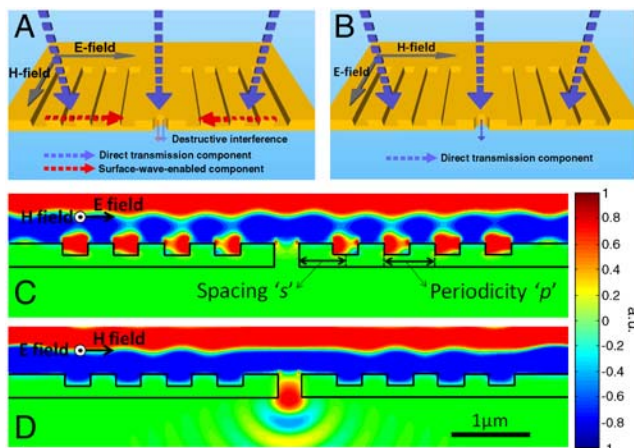 A
E-field
H-field
Destructive interference
Direct transmission component
Surface-wave-enabled component
B
H-field
E-field
Direct transmission component
C
H field
E field
Spacing ‘s’
Periodicity ‘p’
D
E field
H field
1μm
1
0.8
0.6
0.4
0.2
0
-0.2
-0.4
-0.6
-0.8
-1
a.u.